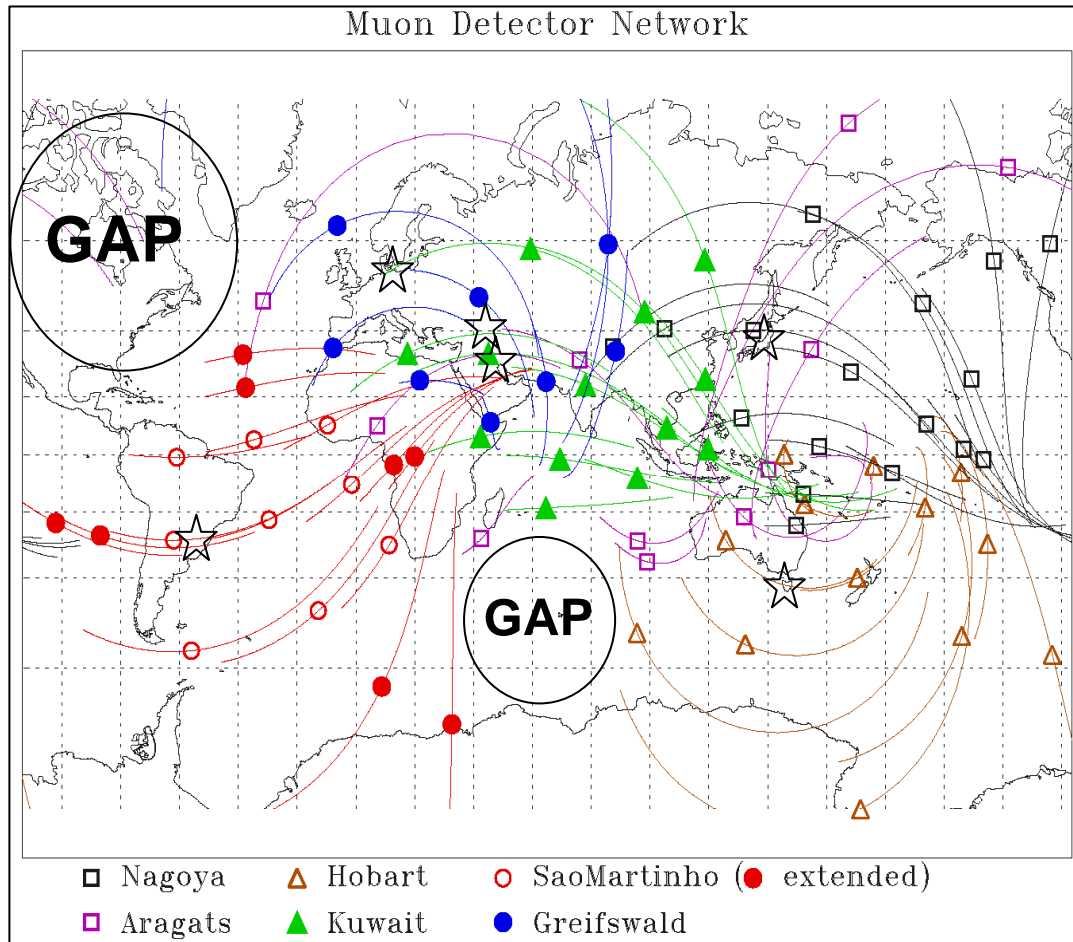 Muon Detector Network
GAP
GAP
Nagoya Hobart SaoMartinho ( extended)
Aragats Kuwait Greifswald